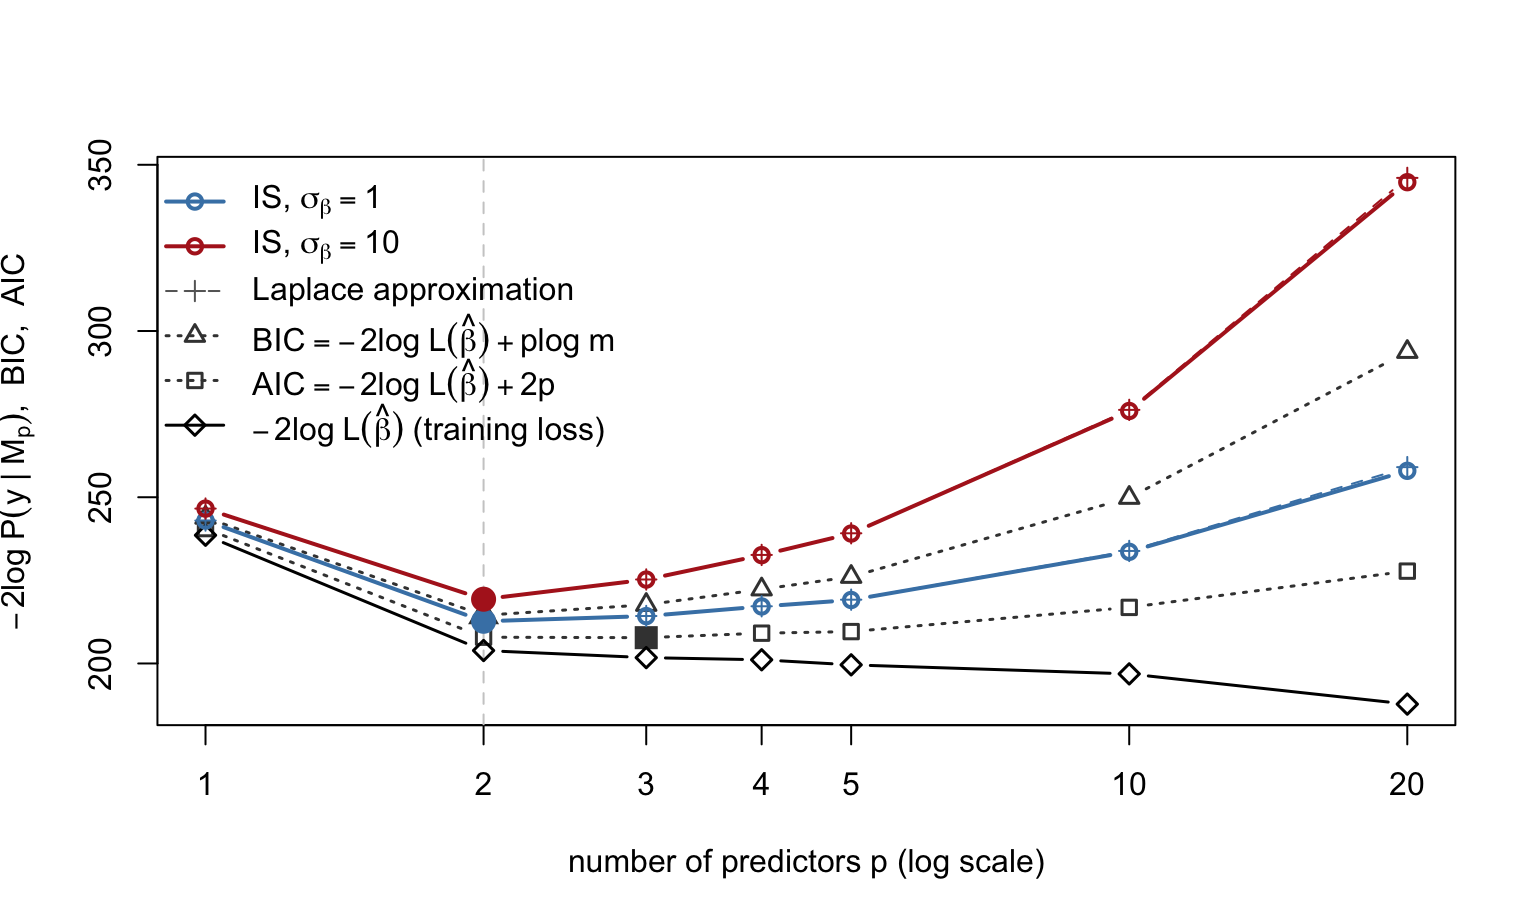 350
300
250
200
−2log P(y | Mₚ), BIC, AIC
IS, σᵦ = 1
IS, σᵦ = 10
Laplace approximation
BIC = −2log L(β̂) + plog m
AIC = −2log L(β̂) + 2p
−2log L(β̂) (training loss)
1 2 3 4 5 10 20
number of predictors p (log scale)